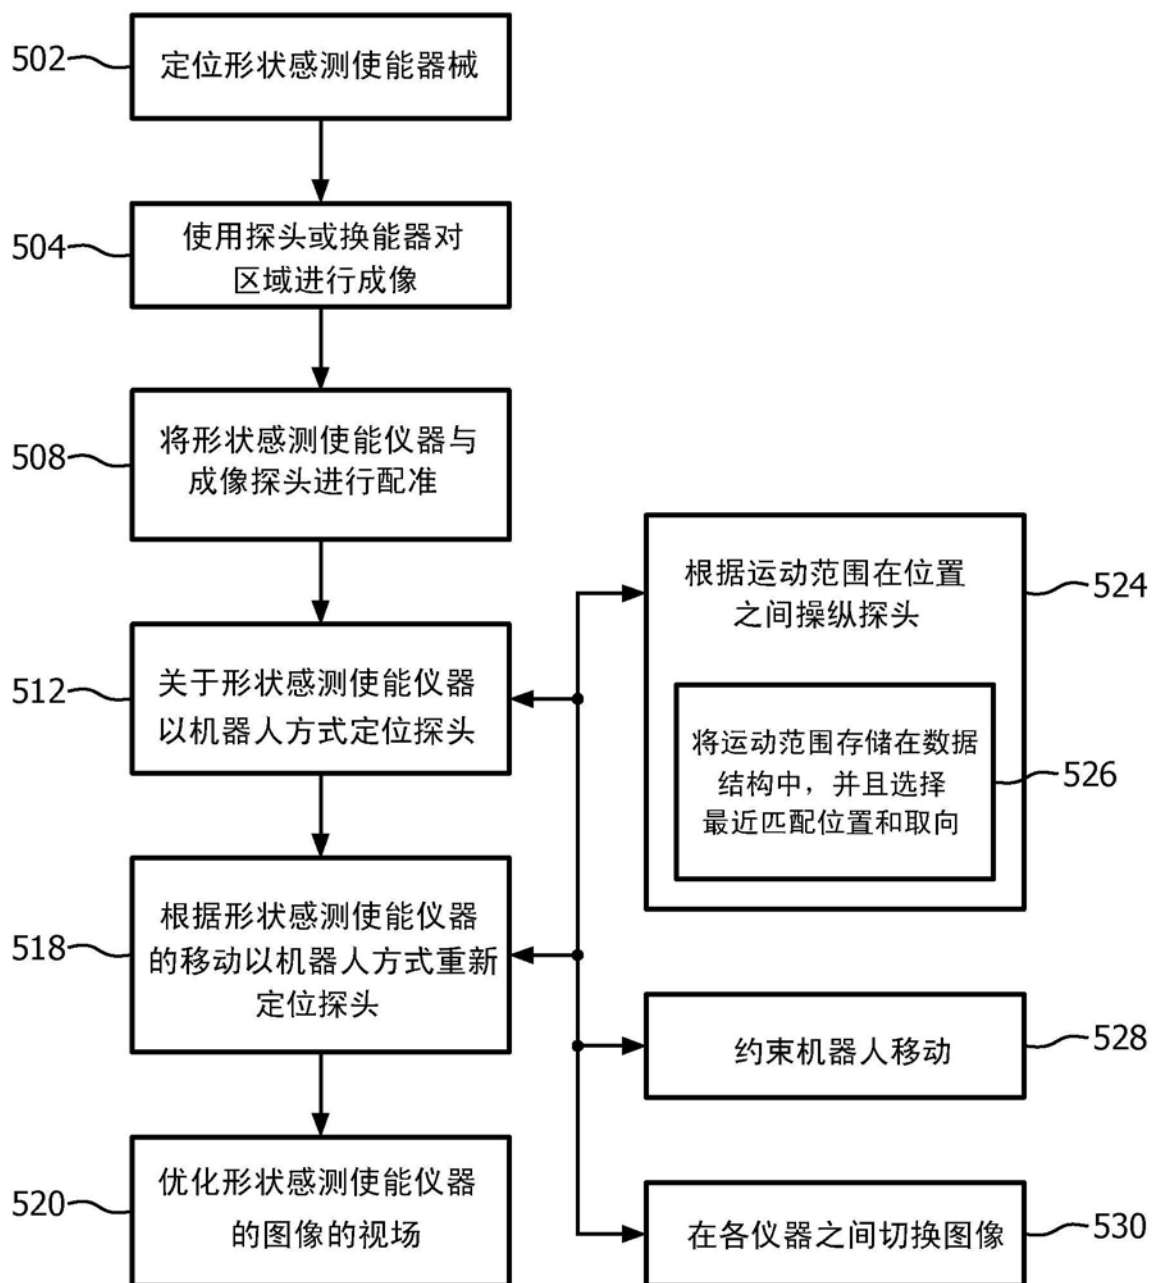 502
定位形状感测使能器械
504
使用探头或换能器对
区域进行成像
508
将形状感测使能仪器与
成像探头进行配准
512
关于形状感测使能仪器
以机器人方式定位探头
518
根据形状感测使能仪器
的移动以机器人方式重新
定位探头
520
优化形状感测使能仪器
的图像的视场
根据运动范围在位置
之间操纵探头
524
将运动范围存储在数据
结构中，并且选择
最近匹配位置和取向
526
约束机器人移动
528
在各仪器之间切换图像
530